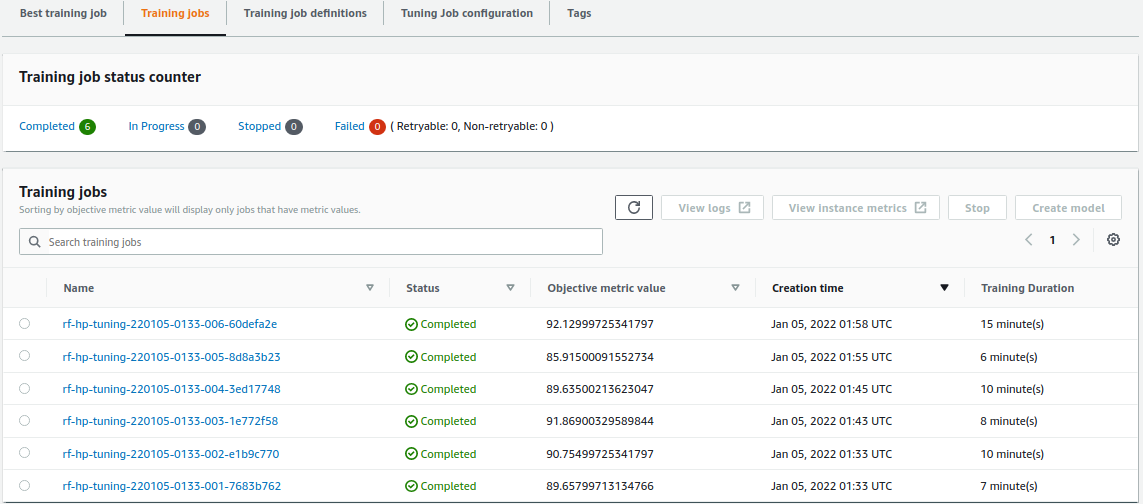 Best training job Training jobs Training job definitions Tuning Job configuration Tags
Training job status counter
Completed 6 In Progress 0 Stopped 0 Failed 0 ( Retryable: 0, Non-retryable: 0 )
Training jobs
Sorting by objective metric value will display only jobs that have metric values.
View logs View instance metrics Stop Create model
Search training jobs
1
Name Status Objective metric value Creation time Training Duration
rf-hp-tuning-220105-0133-006-60defa2e Completed 92.12999725341797 Jan 05, 2022 01:58 UTC 15 minute(s)
rf-hp-tuning-220105-0133-005-8d8a3b23 Completed 85.91500091552734 Jan 05, 2022 01:55 UTC 6 minute(s)
rf-hp-tuning-220105-0133-004-3ed17748 Completed 89.63500213623047 Jan 05, 2022 01:45 UTC 10 minute(s)
rf-hp-tuning-220105-0133-003-1e772f58 Completed 91.86900329589844 Jan 05, 2022 01:43 UTC 8 minute(s)
rf-hp-tuning-220105-0133-002-e1b9c770 Completed 90.75499725341797 Jan 05, 2022 01:33 UTC 10 minute(s)
rf-hp-tuning-220105-0133-001-7683b762 Completed 89.65799713134766 Jan 05, 2022 01:33 UTC 7 minute(s)